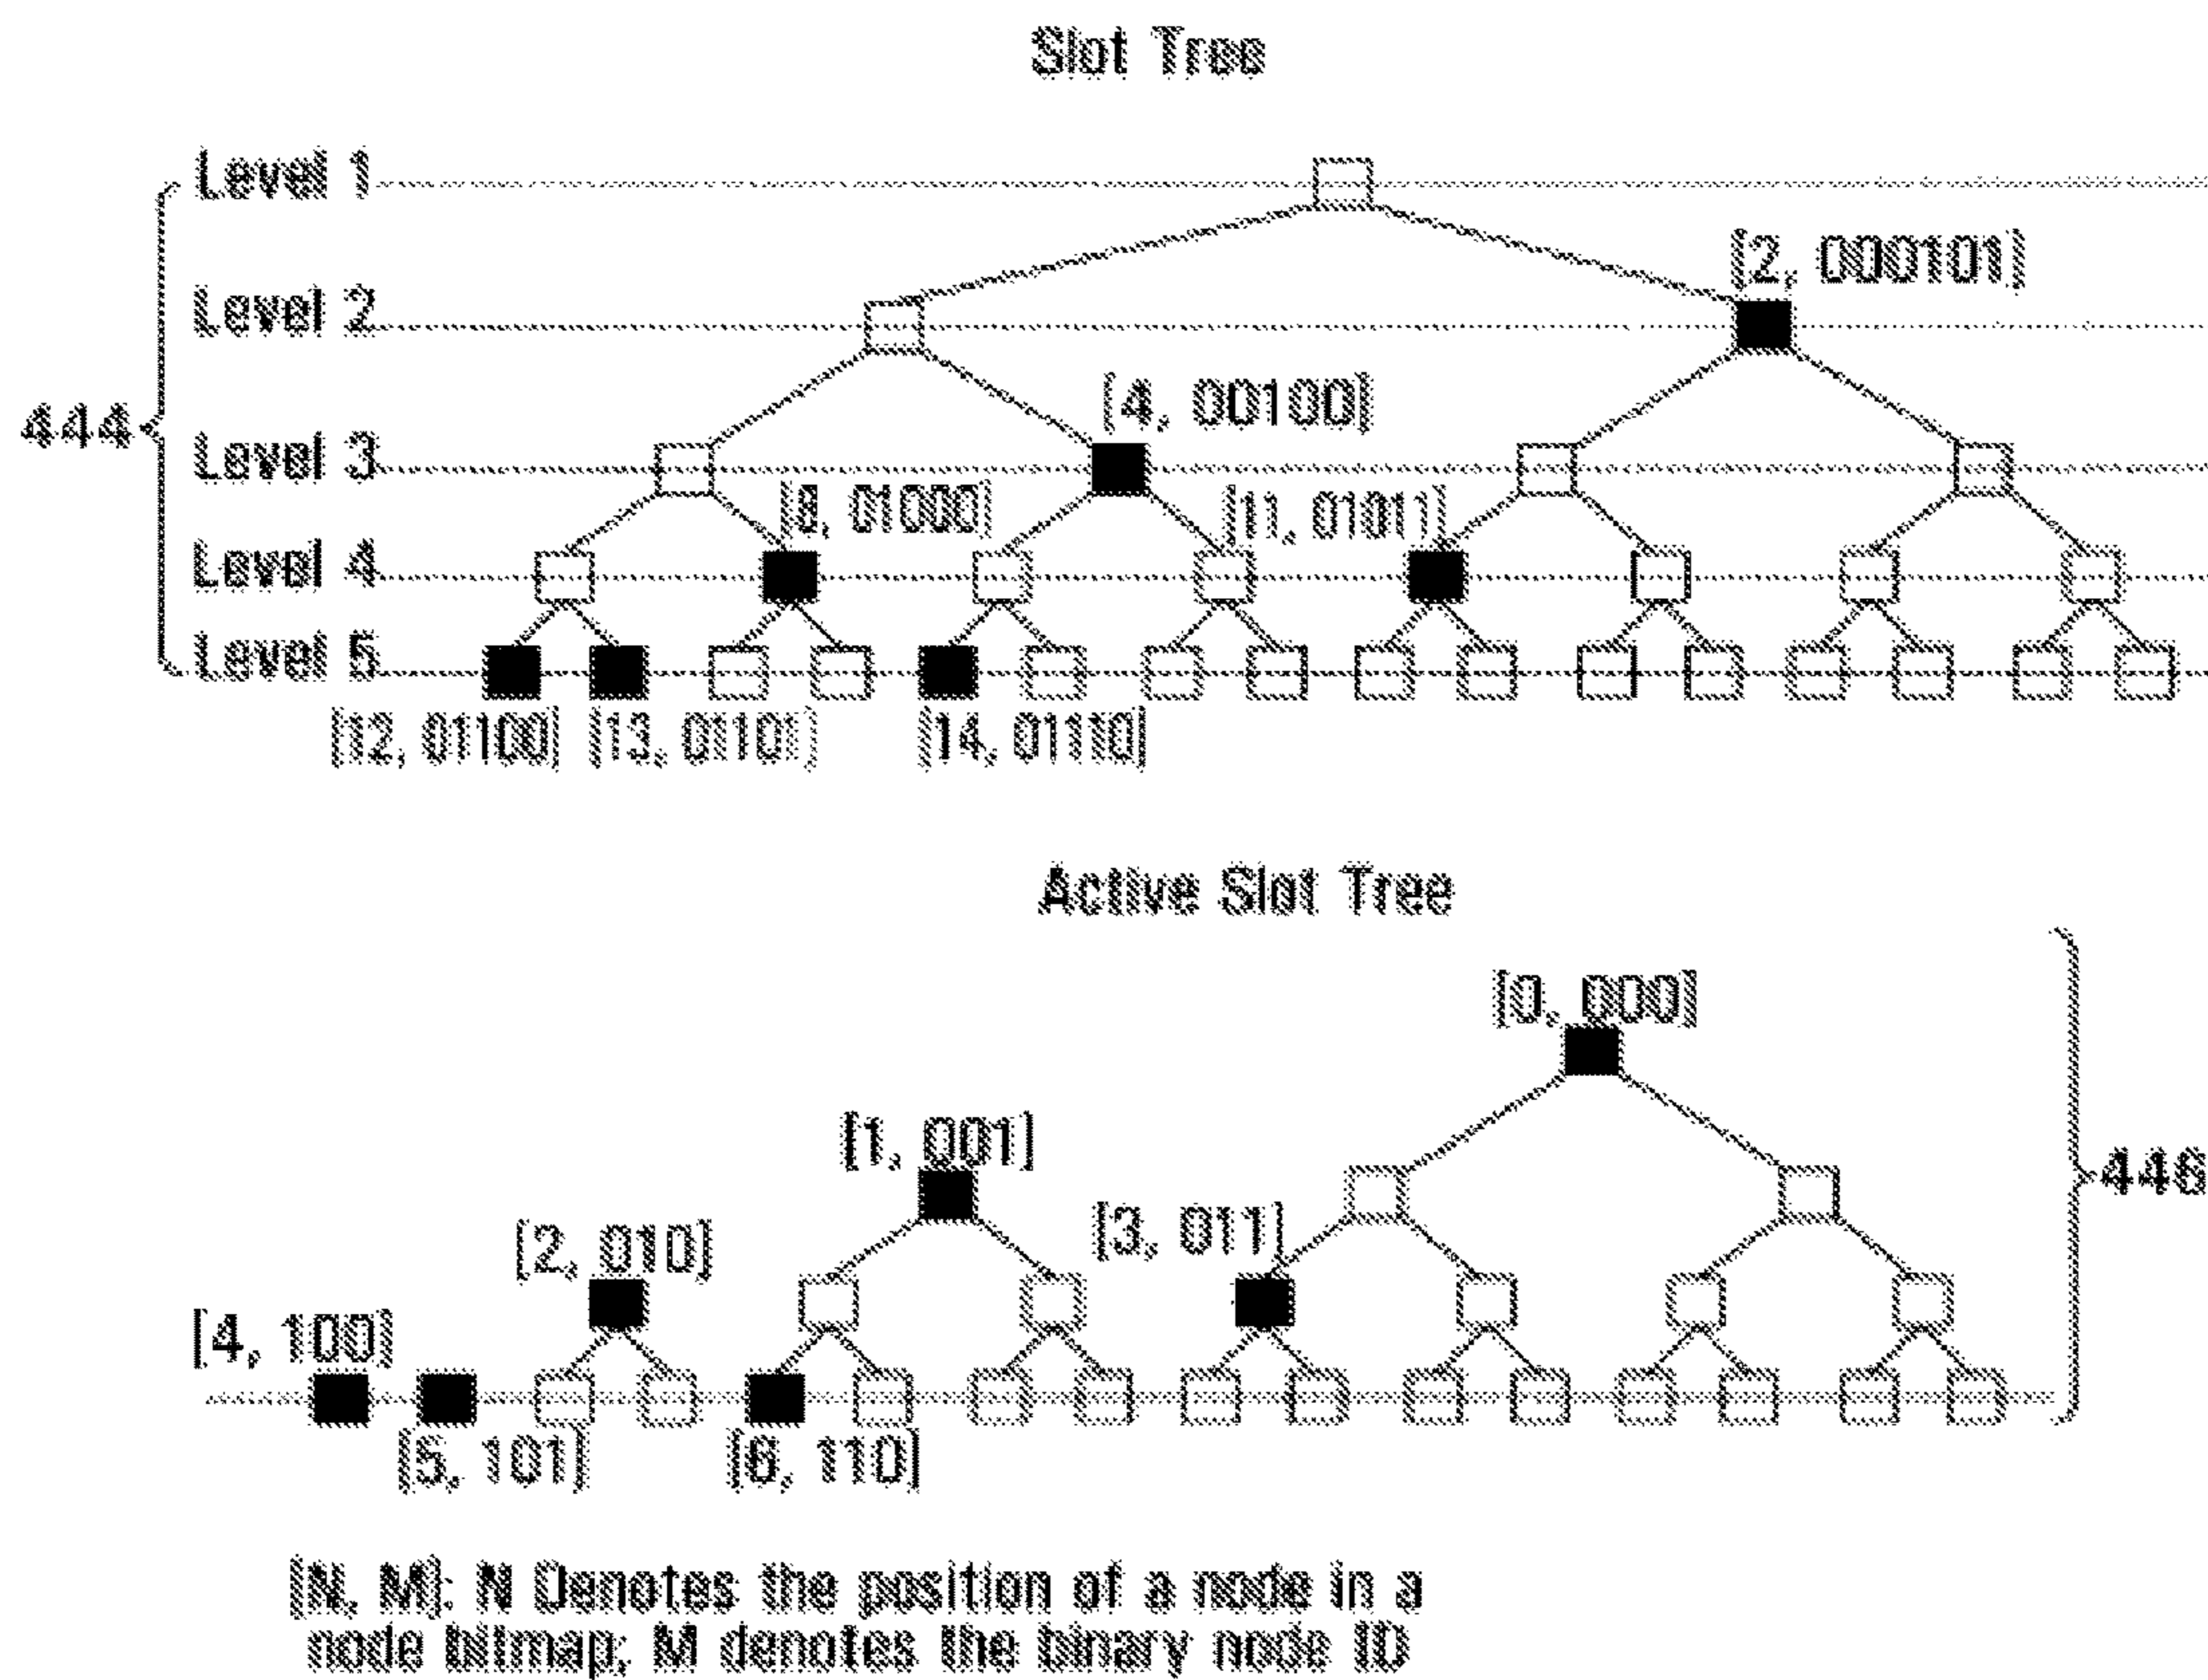 Slot Tree
Level 1
[2, 000101]
Level 2
[4, 00100]
444
Level 3
[8, 01000]
[11, 01011]
Level 4
Level 5
[12, 01100]
[13, 01101]
[14, 01110]
Active Slot Tree
[0, 000]
[1, 001]
446
[3, 011]
[2, 010]
[4, 100]
[5, 101]
[6, 110]
[N, M]: N Denotes the position of a node in a
node bitmap; M denotes the binary node ID